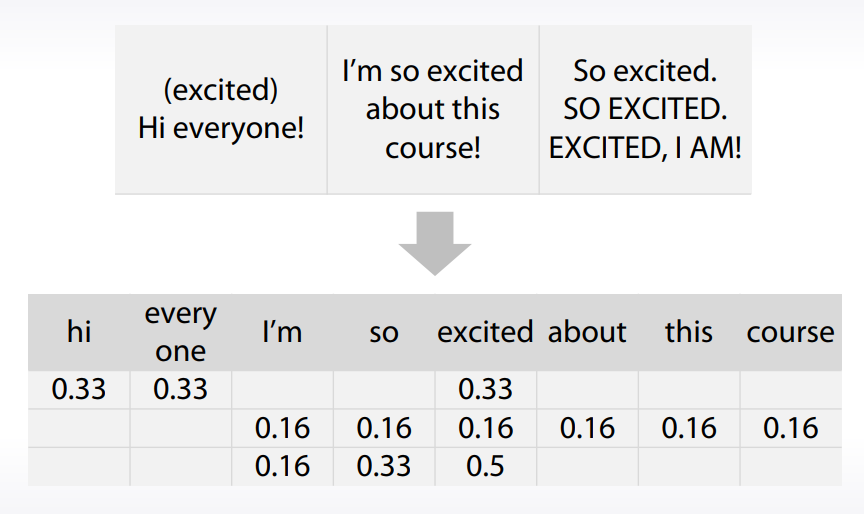 (excited)
Hi everyone!
I'm so excited
about this
course!
So excited.
SO EXCITED.
EXCITED, I AM!
hi every one I'm so excited about this course
0.33 0.33 0.33
0.16 0.16 0.16 0.16 0.16 0.16
0.16 0.33 0.5